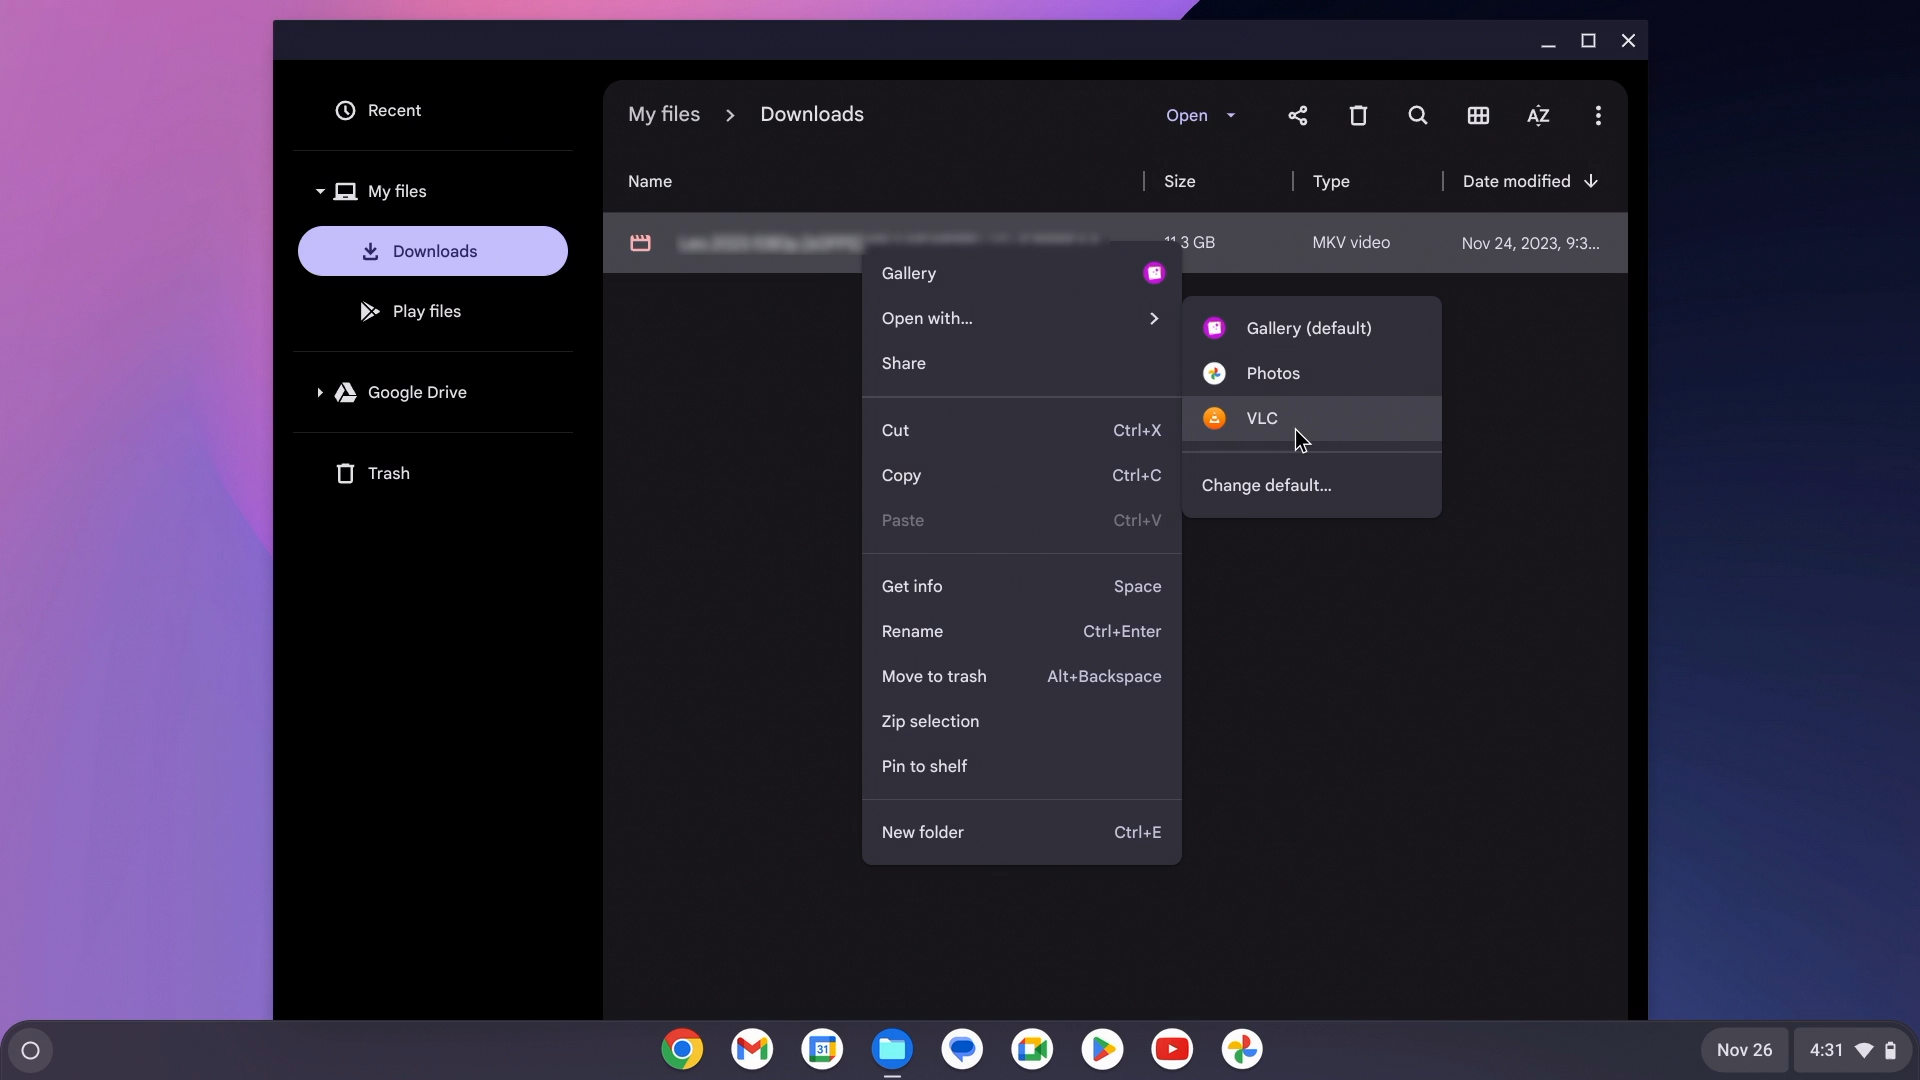 Recent
My files
Downloads
Play files
Google Drive
Trash
My files > Downloads
Open
AZ
Name
Size
Type
Date modified
GB
MKV video
Nov 24, 2023, 9:3...
Gallery
Open with...
Share
Cut Ctrl+X
Copy Ctrl+C
Paste Ctrl+V
Get info Space
Rename Ctrl+Enter
Move to trash Alt+Backspace
Zip selection
Pin to shelf
New folder Ctrl+E
Gallery (default)
Photos
VLC
Change default...
31
Nov 26
4:31